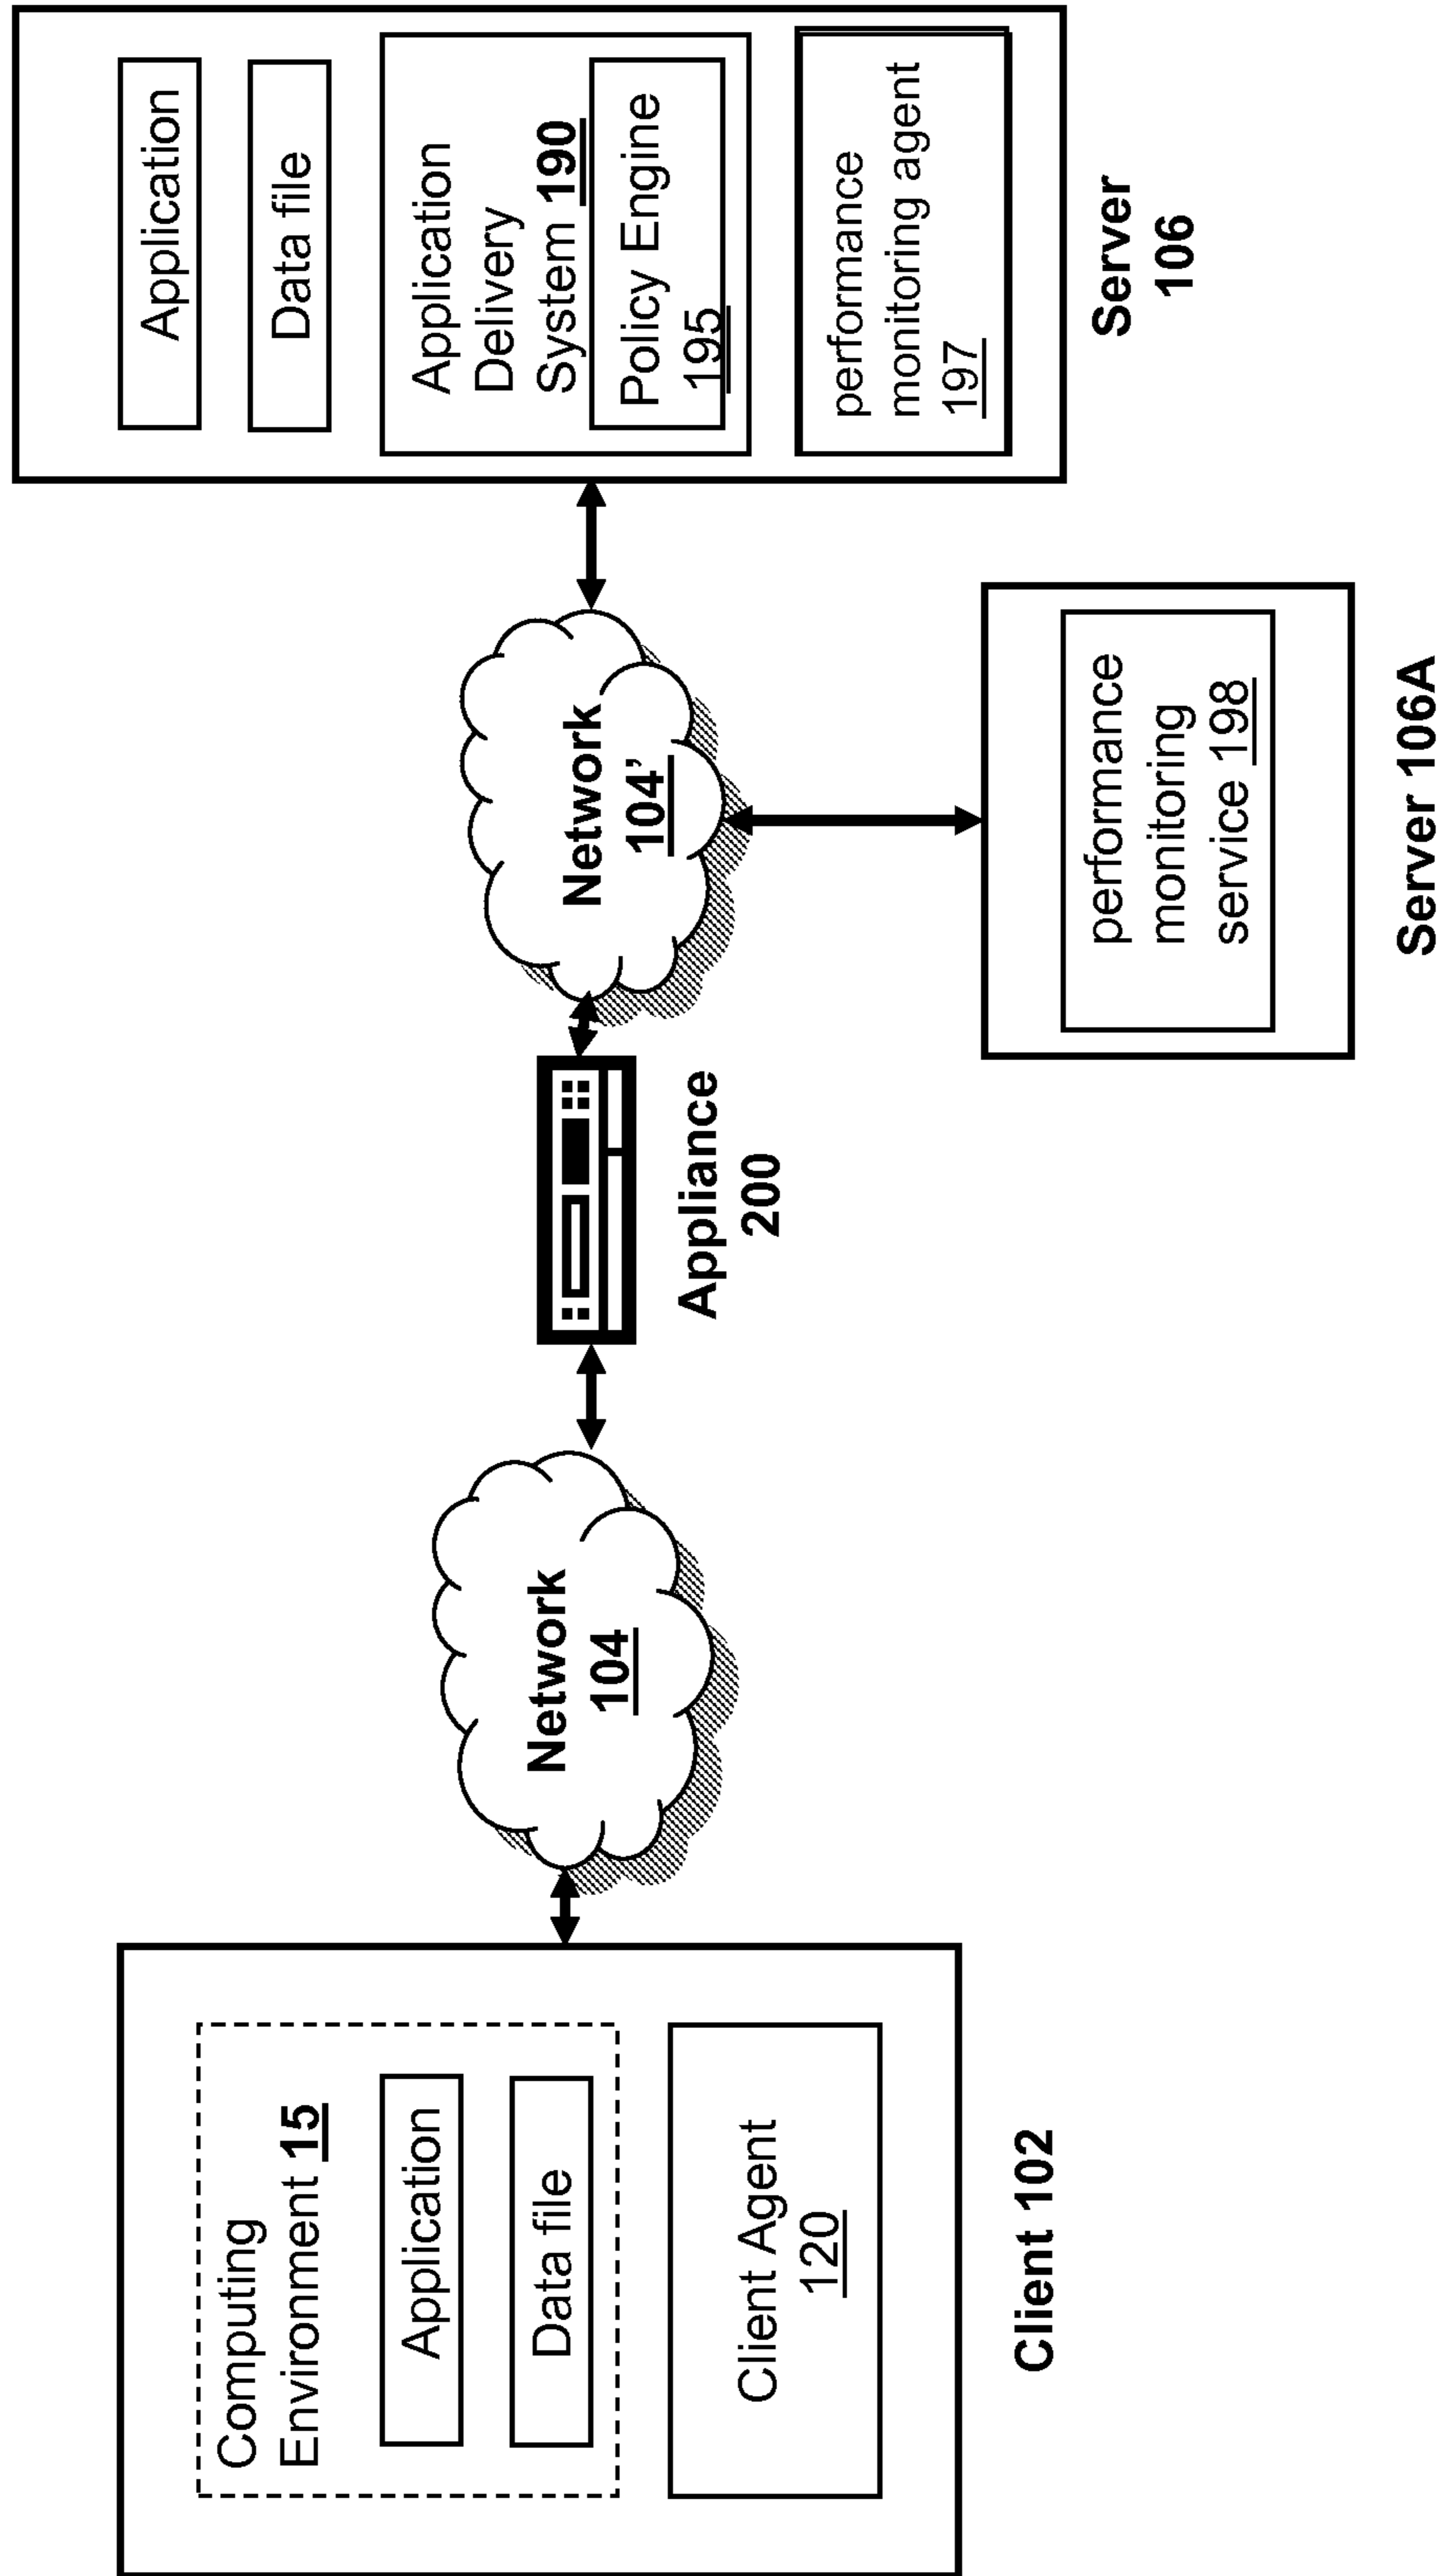 Computing
Environment 15
Application
Data file
Client Agent
120
Client 102
Network
104
Appliance
200
Network
104’
performance
monitoring
service 198
Server 106A
Application
Data file
Application
Delivery
System 190
Policy Engine
195
performance
monitoring agent
197
Server
106